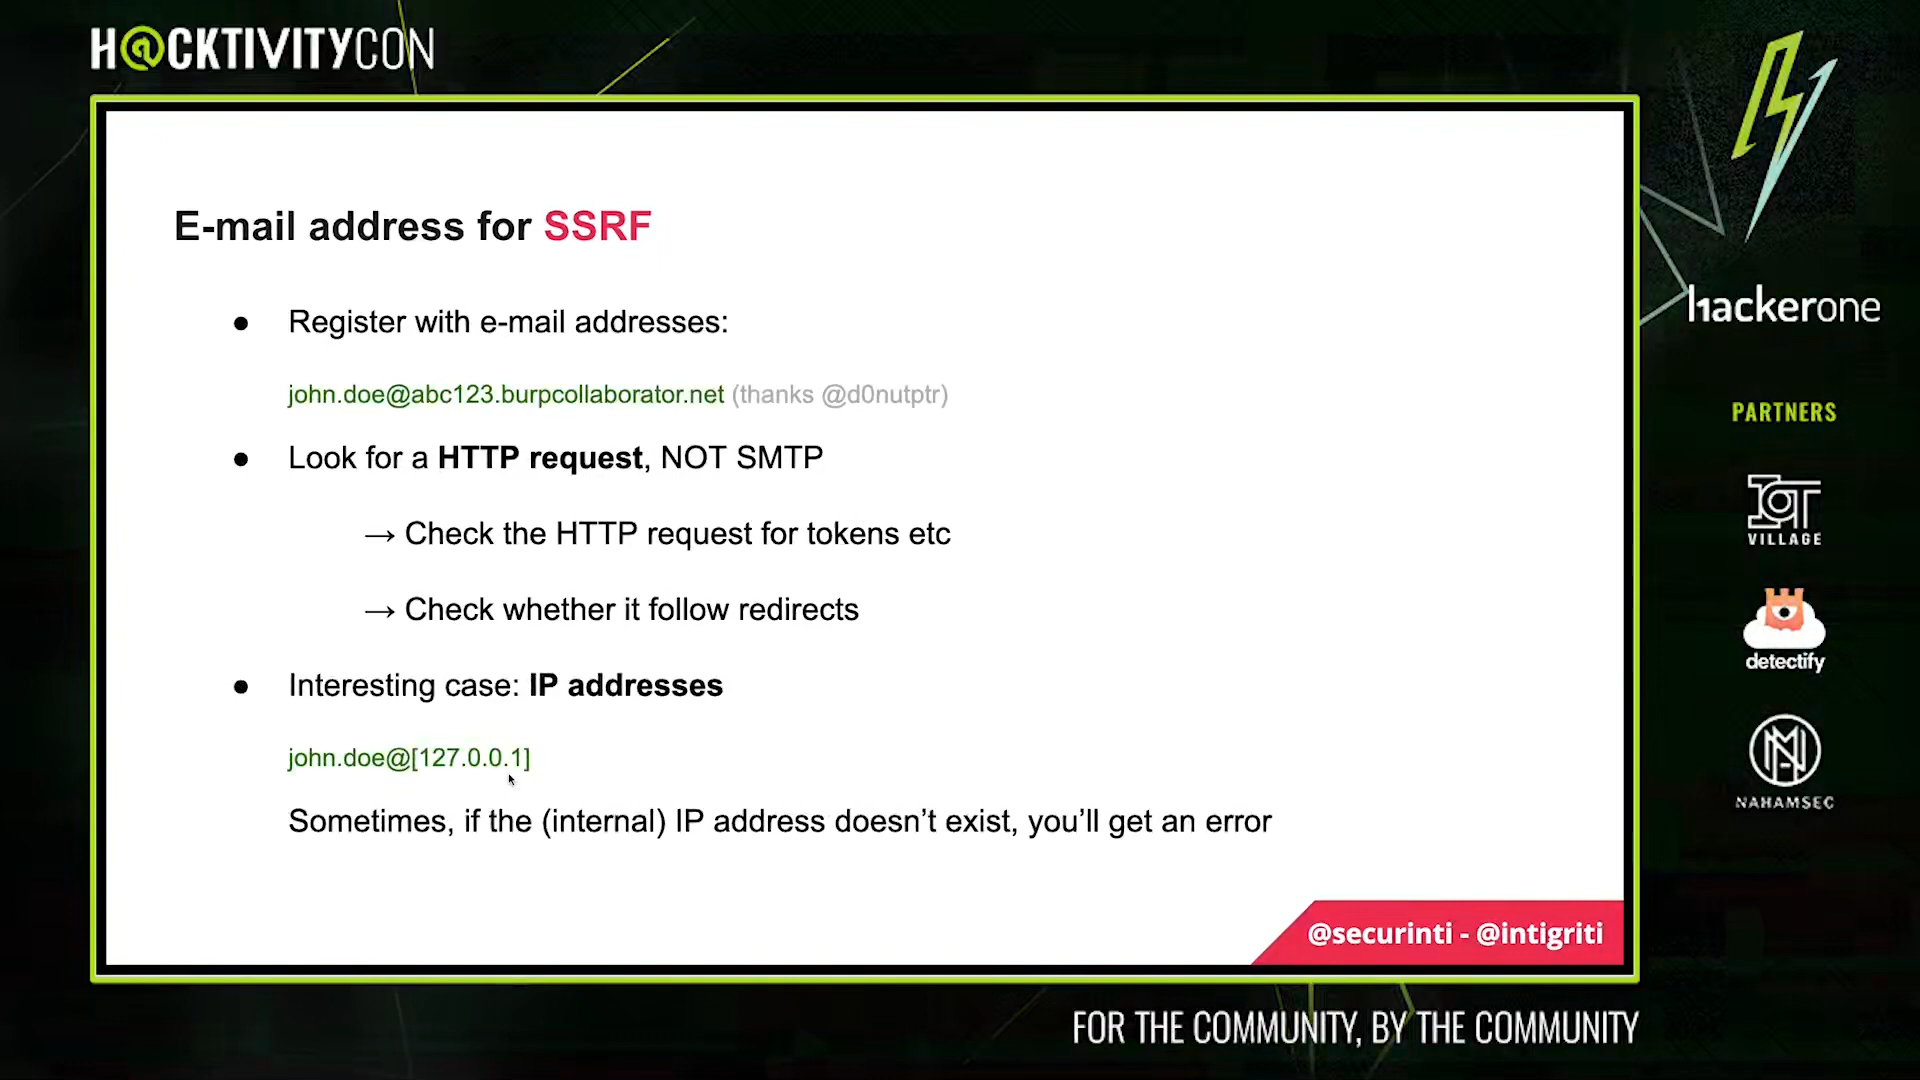 H@CKTIVITYCON
E-mail address for SSRF
● Register with e-mail addresses:
john.doe@abc123.burpcollaborator.net (thanks @d0nutptr)
● Look for a HTTP request, NOT SMTP
→ Check the HTTP request for tokens etc
→ Check whether it follow redirects
● Interesting case: IP addresses
john.doe@[127.0.0.1]
Sometimes, if the (internal) IP address doesn’t exist, you’ll get an error
@securinti - @intigriti
hackerone
PARTNERS
IOT
VILLAGE
detectify
NAHAMSEC
FOR THE COMMUNITY, BY THE COMMUNITY